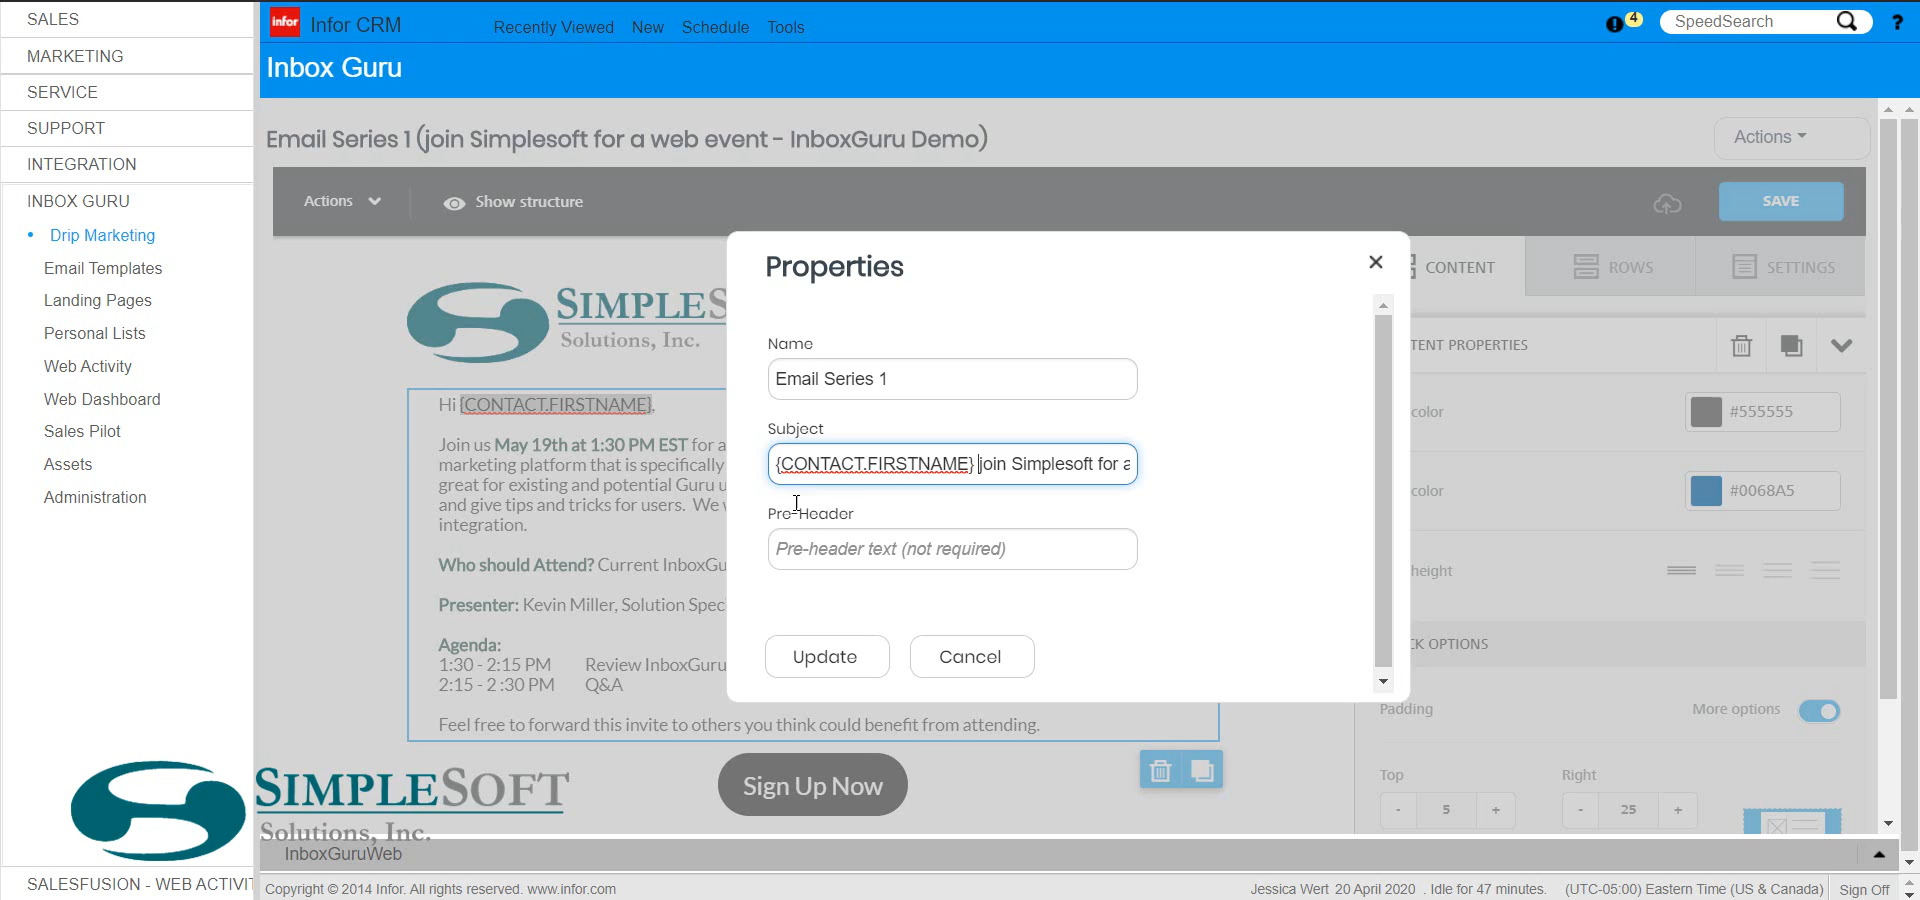 SALES
MARKETING
SERVICE
SUPPORT
INTEGRATION
INBOX GURU
Drip Marketing
Email Templates
Landing Pages
Personal Lists
Web Activity
Web Dashboard
Sales Pilot
Assets
Administration
SALESFUSION - WEB ACTIVIT
infor Infor CRM Recently Viewed New Schedule Tools
4 SpeedSearch ?
Inbox Guru
Email Series 1 (join Simplesoft for a web event - InboxGuru Demo)
Actions
Actions Show structure SAVE
CONTENT ROWS SETTINGS
SIMPLES
Solutions, Inc.
Hi {CONTACT.FIRSTNAME},
Join us May 19th at 1:30 PM EST for a
marketing platform that is specifically
great for existing and potential Guru u
and give tips and tricks for users. We
integration.
Who should Attend? Current InboxGu
Presenter: Kevin Miller, Solution Spec
Agenda:
1:30 - 2:15 PM Review InboxGuru
2:15 - 2:30 PM Q&A
Feel free to forward this invite to others you think could benefit from attending.
Sign Up Now
Properties
Name
Email Series 1
Subject
{CONTACT.FIRSTNAME} join Simplesoft for a
Pre-Header
Pre-header text (not required)
Update Cancel
TENT PROPERTIES
color #555555
color #0068A5
height
CK OPTIONS
Padding More options
Top Right
- 5 + - 25 +
SIMPLESOFT
Solutions, Inc.
InboxGuruWeb
Copyright © 2014 Infor. All rights reserved. www.infor.com
Jessica Wert 20 April 2020 . Idle for 47 minutes. (UTC-05:00) Eastern Time (US & Canada) Sign Off